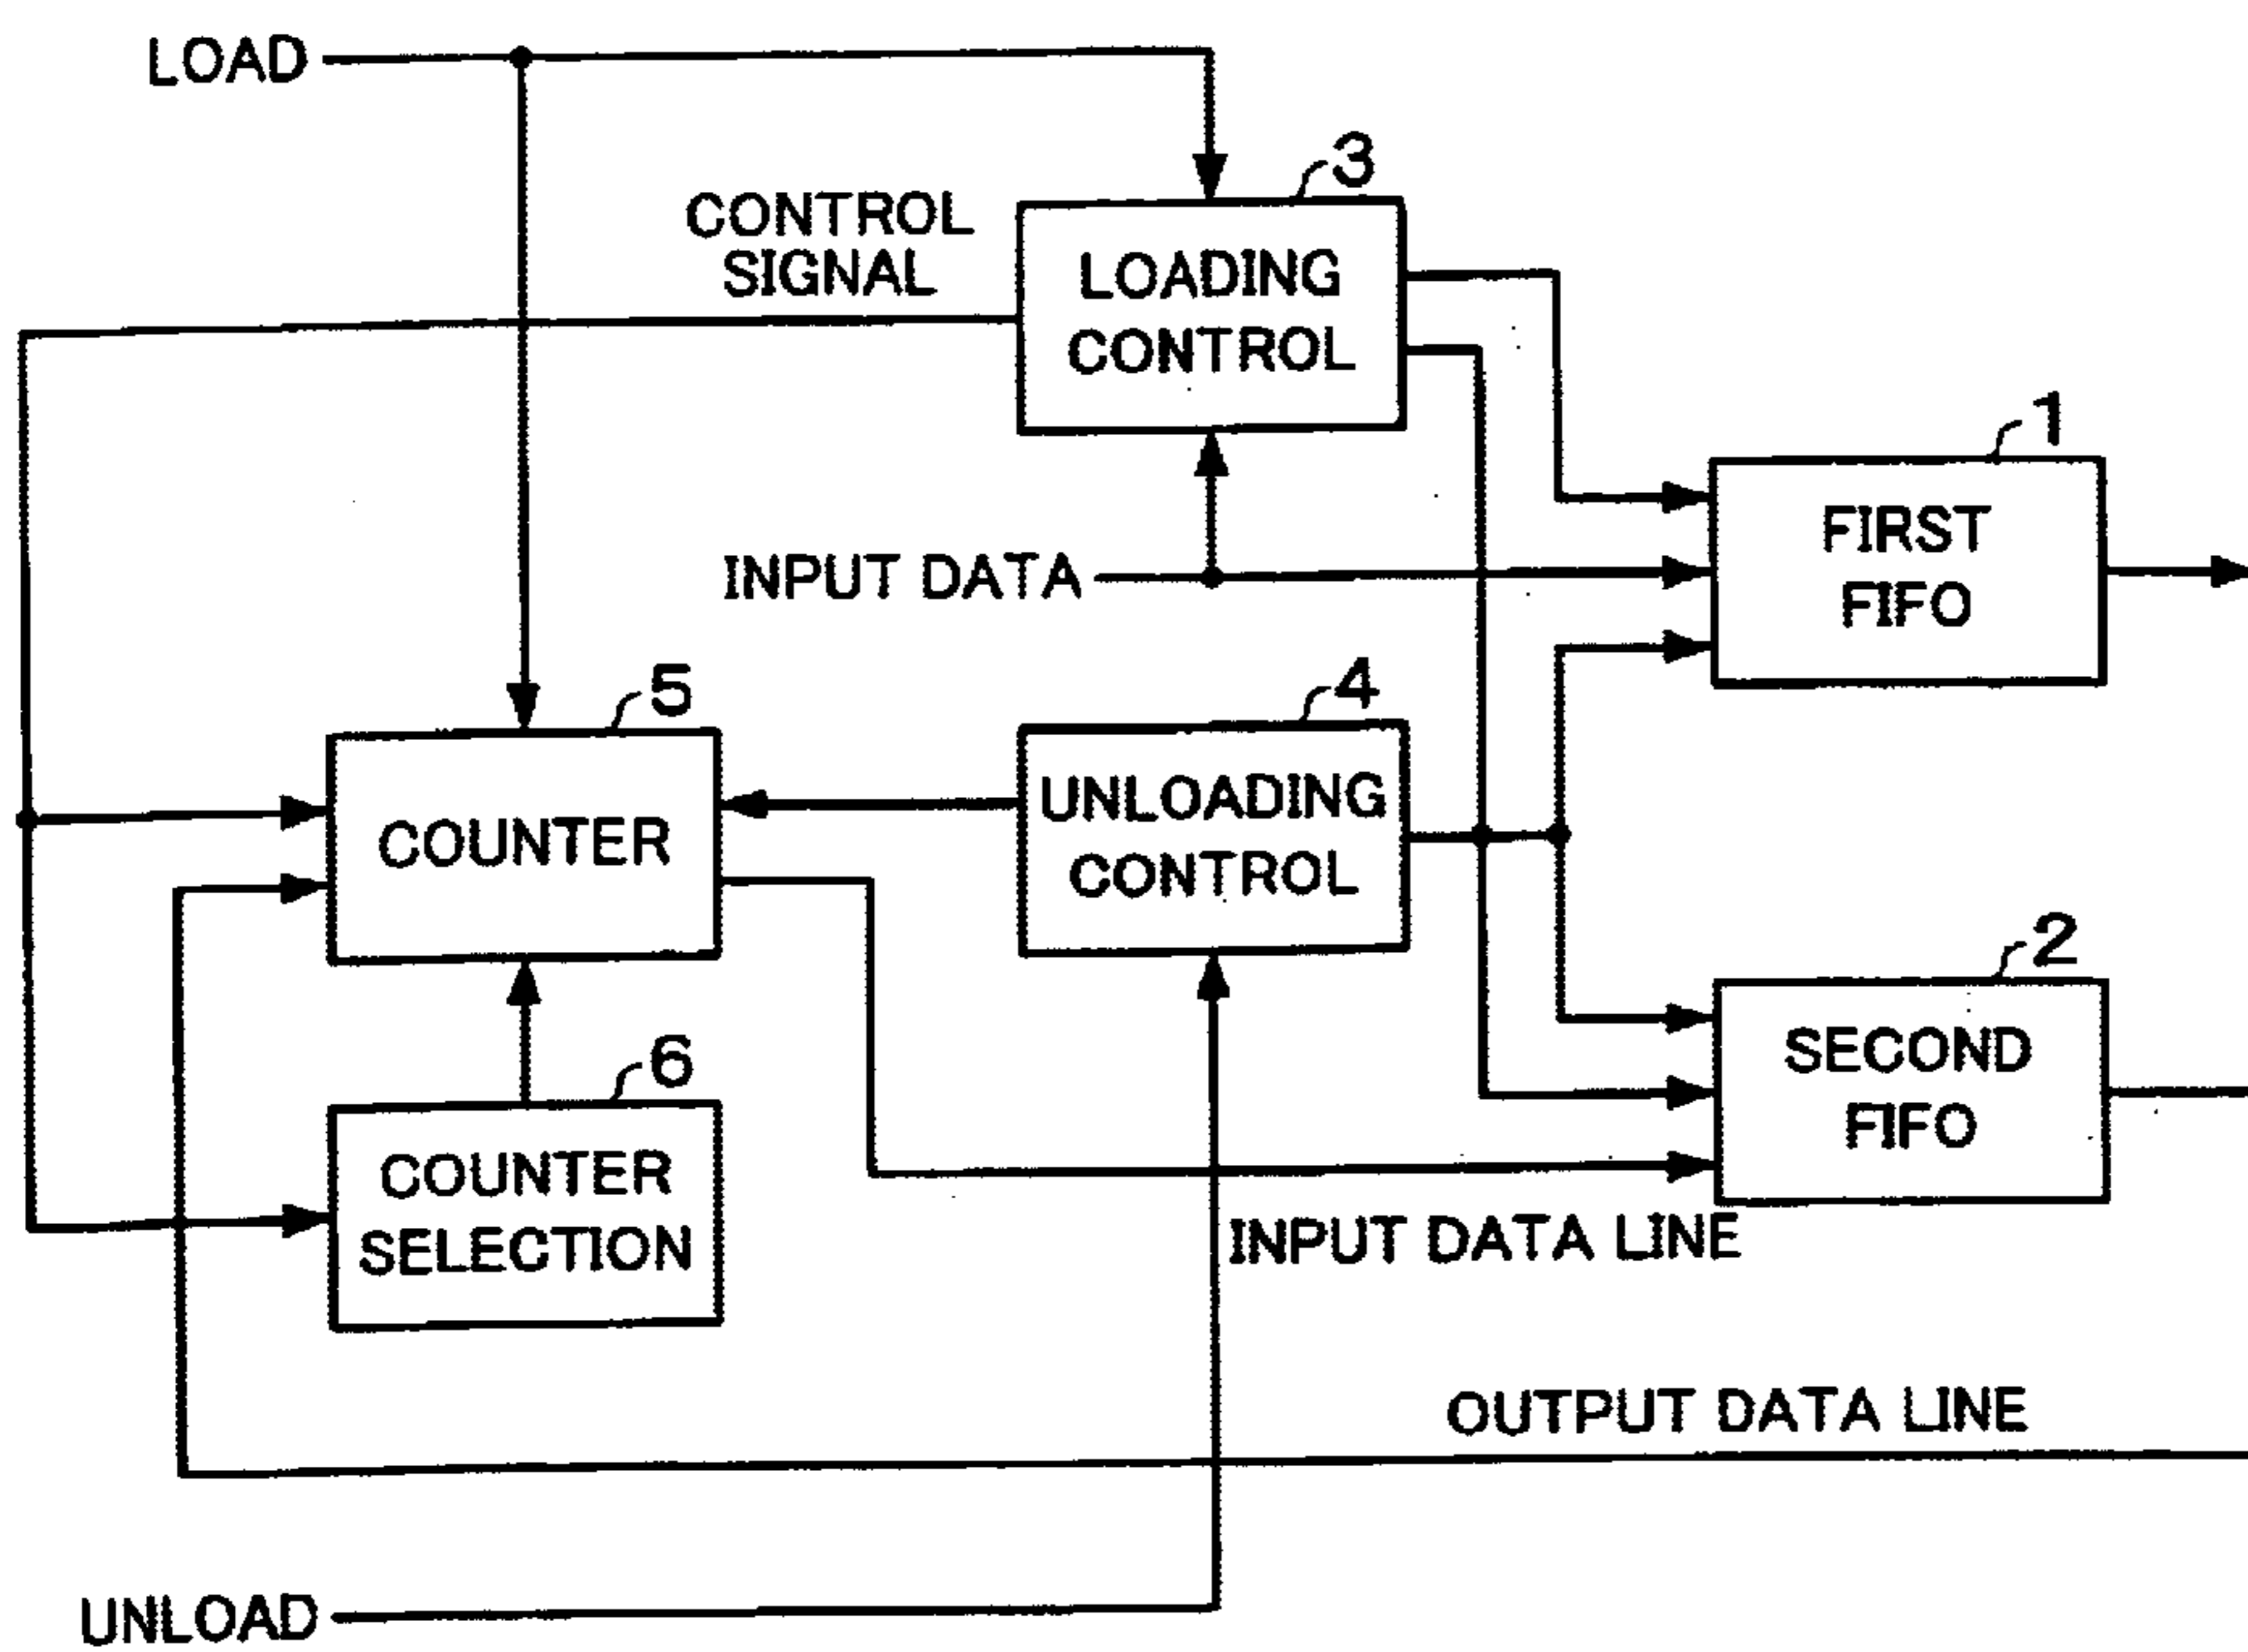 LOAD
3
CONTROL
SIGNAL
LOADING
CONTROL
1
FIRST
FIFO
INPUT DATA
5
4
COUNTER
UNLOADING
CONTROL
2
SECOND
FIFO
6
COUNTER
SELECTION
INPUT DATA LINE
OUTPUT DATA LINE
UNLOAD